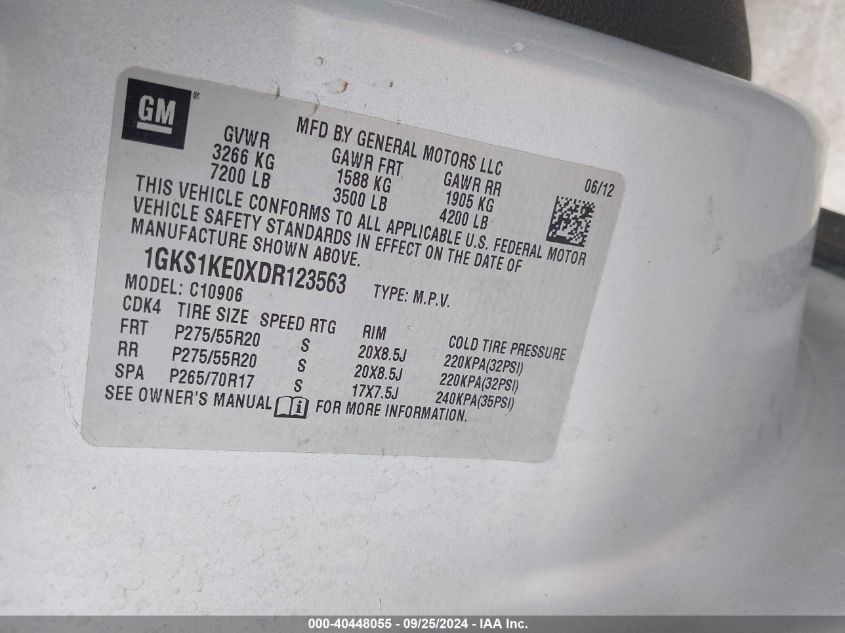 GM®
MFD BY GENERAL MOTORS LLC
06/12
GVWR GAWR FRT GAWR RR
3266 KG 1588 KG 1905 KG
7200 LB 3500 LB 4200 LB
THIS VEHICLE CONFORMS TO ALL APPLICABLE U.S. FEDERAL MOTOR
VEHICLE SAFETY STANDARDS IN EFFECT ON THE DATE OF
MANUFACTURE SHOWN ABOVE.
1GKS1KE0XDR123563 TYPE: M.P.V.
MODEL: C10906
CDK4 TIRE SIZE SPEED RTG RIM COLD TIRE PRESSURE
FRT P275/55R20 S 20X8.5J 220KPA(32PSI)
RR P275/55R20 S 20X8.5J 220KPA(32PSI)
SPA P265/70R17 S 17X7.5J 240KPA(35PSI)
SEE OWNER'S MANUAL i FOR MORE INFORMATION.
000-40448055 - 09/25/2024 - IAA Inc.